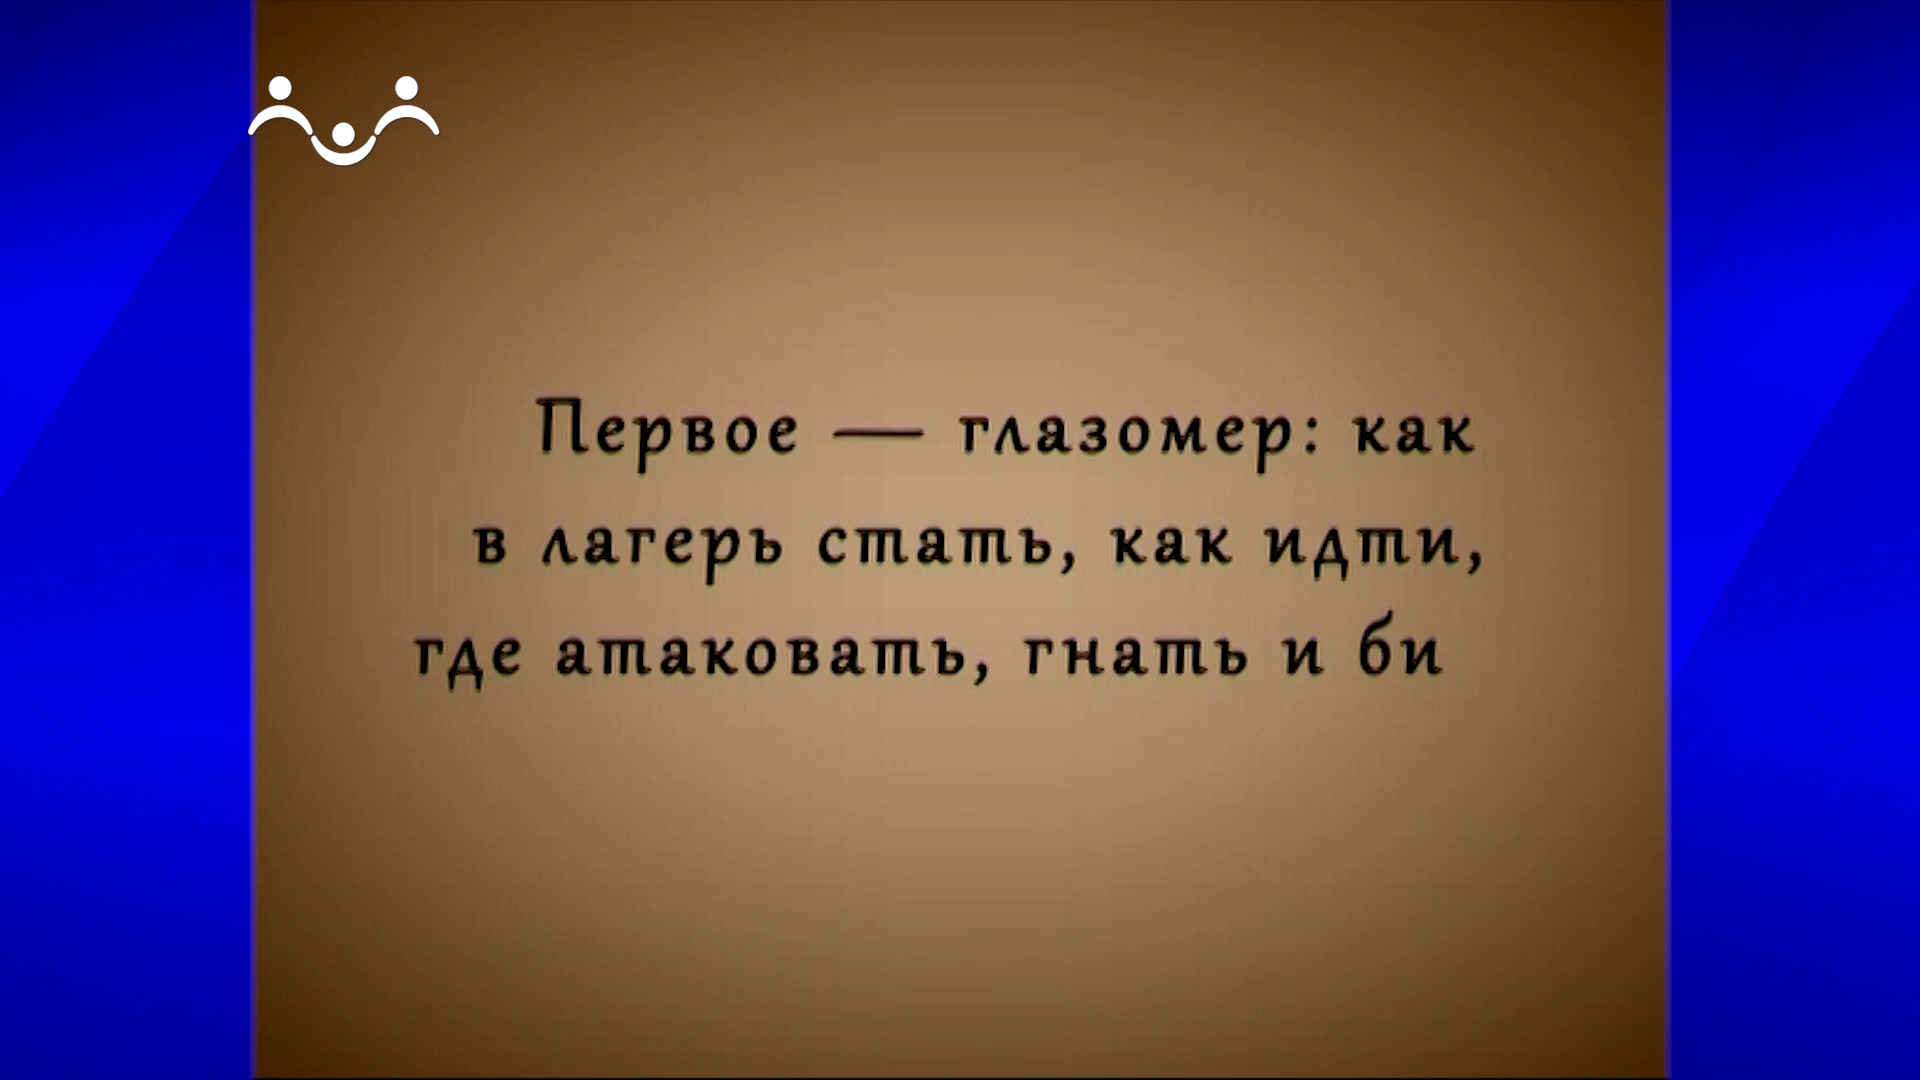 Первое — глазомер: как
в лагерь стать, как идти,
где атаковать, гнать и би